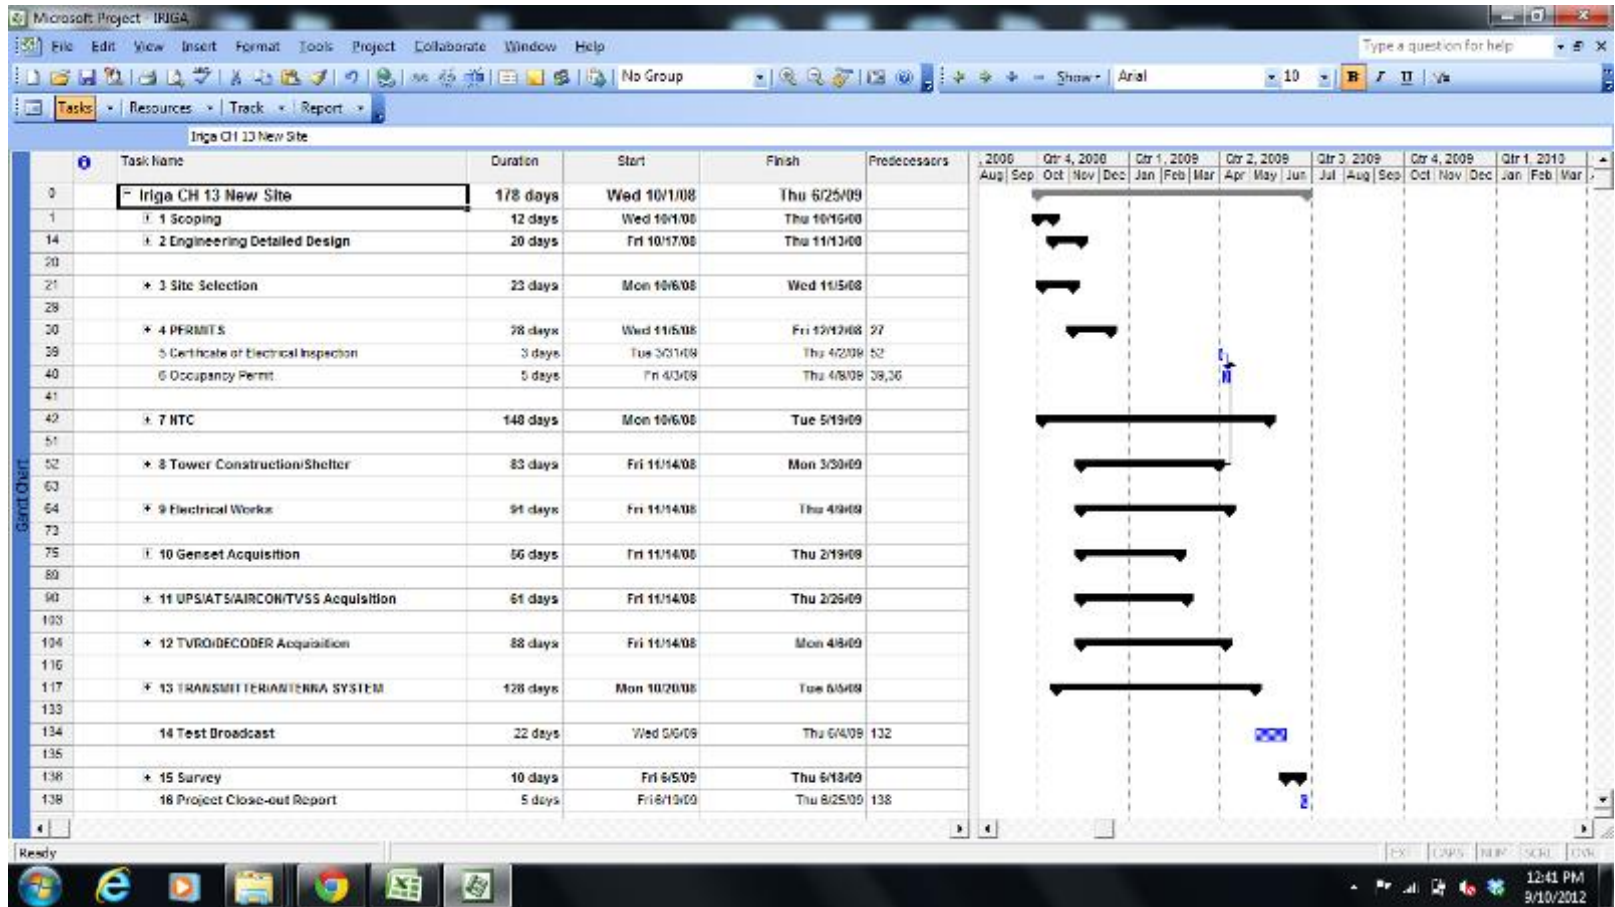 Microsoft Project - IRIGA
File Edit View Insert Format Tools Project Collaborate Window Help Type a question for help
No Group Show Arial 10 B I U
Tasks Resources Track Report
Iriga CH 13 New Site
Task Name Duration Start Finish Predecessors , 2008 Qtr 4, 2008 Qtr 1, 2009 Qtr 2, 2009 Qtr 3, 2009 Qtr 4, 2009 Qtr 1, 2010
Aug Sep Oct Nov Dec Jan Feb Mar Apr May Jun Jul Aug Sep Oct Nov Dec Jan Feb Mar
0 Iriga CH 13 New Site 178 days Wed 10/1/08 Thu 6/25/09
1 1 Scoping 12 days Wed 10/1/08 Thu 10/16/08
14 2 Engineering Detailed Design 20 days Fri 10/17/08 Thu 11/13/08
20
21 3 Site Selection 23 days Mon 10/6/08 Wed 11/5/08
29
30 4 PERMITS 28 days Wed 11/5/08 Fri 12/12/08 27
39 5 Certificate of Electrical Inspection 3 days Tue 3/31/09 Thu 4/2/09 52
40 6 Occupancy Permit 5 days Fri 4/3/09 Thu 4/9/09 39,36
41
42 7 NTC 148 days Mon 10/6/08 Tue 5/19/09
51
52 8 Tower Construction/Shelter 83 days Fri 11/14/08 Mon 3/30/09
63
64 9 Electrical Works 91 days Fri 11/14/08 Thu 4/9/09
73
75 10 Genset Acquisition 56 days Fri 11/14/08 Thu 2/19/09
89
90 11 UPS/ATS/AIRCON/TVSS Acquisition 61 days Fri 11/14/08 Thu 2/26/09
103
104 12 TVRO/DECODER Acquisition 88 days Fri 11/14/08 Mon 4/6/09
116
117 13 TRANSMITTER/ANTENNA SYSTEM 128 days Mon 10/20/08 Tue 5/5/09
133
134 14 Test Broadcast 22 days Wed 5/6/09 Thu 6/4/09 132
135
136 15 Survey 10 days Fri 6/5/09 Thu 6/18/09
139 16 Project Close-out Report 5 days Fri 6/19/09 Thu 6/25/09 138
Gantt Chart
Ready EXT CAPS NUM SCRL OVR
12:41 PM
9/10/2012